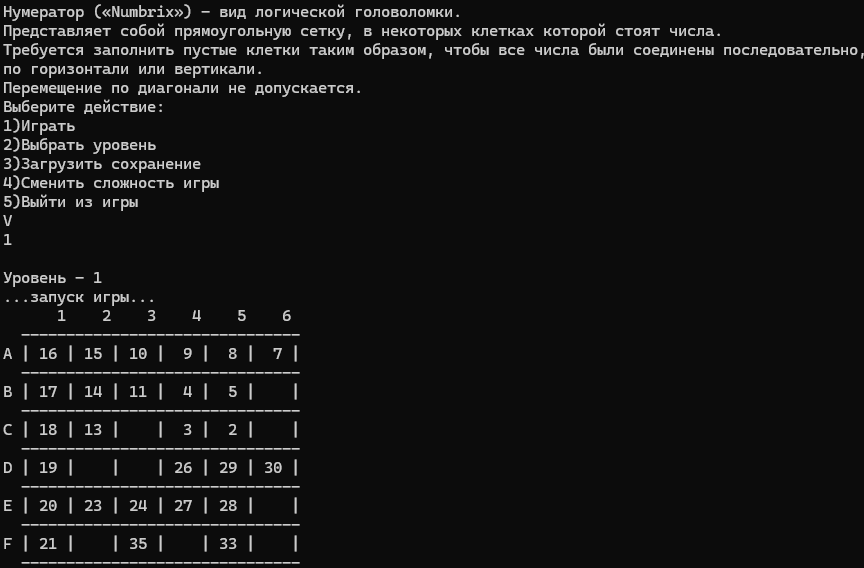 Нумератор («Numbrix») — вид логической головоломки.
Представляет собой прямоугольную сетку, в некоторых клетках которой стоят числа.
Требуется заполнить пустые клетки таким образом, чтобы все числа были соединены последовательно,
по горизонтали или вертикали.
Перемещение по диагонали не допускается.
Выберите действие:
1)Играть
2)Выбрать уровень
3)Загрузить сохранение
4)Сменить сложность игры
5)Выйти из игры
V
1
Уровень — 1
...запуск игры...
1 2 3 4 5 6
------------------------------
A | 16 | 15 | 10 | 9 | 8 | 7 |
------------------------------
B | 17 | 14 | 11 | 4 | 5 | |
------------------------------
C | 18 | 13 | | 3 | 2 | |
------------------------------
D | 19 | | | 26 | 29 | 30 |
------------------------------
E | 20 | 23 | 24 | 27 | 28 | |
------------------------------
F | 21 | | 35 | | 33 | |
------------------------------